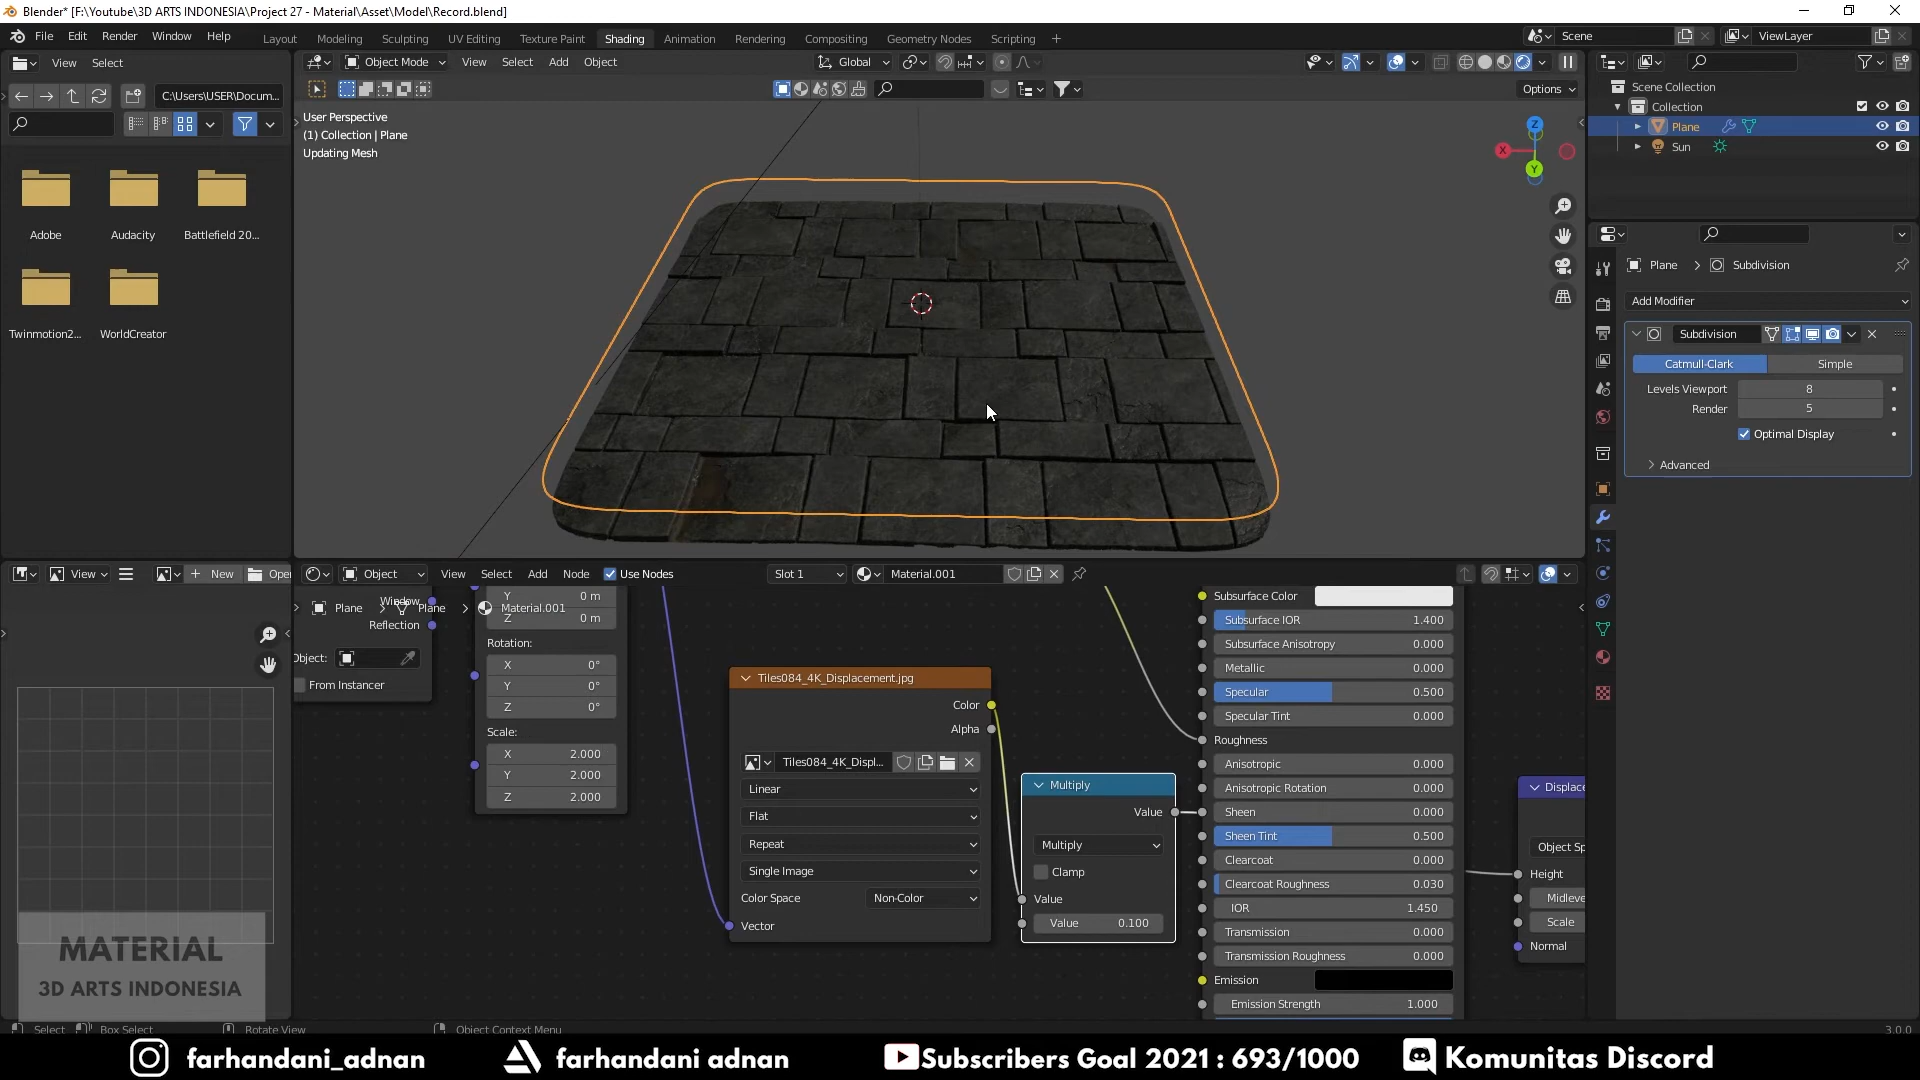 Blender* [F:\Youtube\3D ARTS INDONESIA\Project 27 - Material\Asset\Model\Record.blend]
File Edit Render Window Help
Layout Modeling Sculpting UV Editing Texture Paint Shading Animation Rendering Compositing Geometry Nodes Scripting
Scene
ViewLayer
View Select
C:\Users\USER\Docum...
Adobe
Audacity
Battlefield 20...
Twinmotion2...
WorldCreator
Object Mode View Select Add Object
Global
Options
User Perspective
(1) Collection | Plane
Updating Mesh
Z
X
Y
Scene Collection
Collection
Plane
Sun
Plane > Subdivision
Add Modifier
Subdivision
Catmull-Clark Simple
Levels Viewport 8
Render 5
Optimal Display
Advanced
View
New
Open
Object View Select Add Node Use Nodes
Slot 1
Material.001
Plane > Plane > Material.001
Window
Reflection
Object:
From Instancer
Y 0 m
Z 0 m
Rotation:
X 0°
Y 0°
Z 0°
Scale:
X 2.000
Y 2.000
Z 2.000
Tiles084_4K_Displacement.jpg
Color
Alpha
Tiles084_4K_Displ...
Linear
Flat
Repeat
Single Image
Color Space Non-Color
Vector
Multiply
Value
Multiply
Clamp
Value
Value 0.100
Subsurface Color
Subsurface IOR 1.400
Subsurface Anisotropy 0.000
Metallic 0.000
Specular 0.500
Specular Tint 0.000
Roughness
Anisotropic 0.000
Anisotropic Rotation 0.000
Sheen 0.000
Sheen Tint 0.500
Clearcoat 0.000
Clearcoat Roughness 0.030
IOR 1.450
Transmission 0.000
Transmission Roughness 0.000
Emission
Emission Strength 1.000
Displace
Object Sp
Height
Midleve
Scale
Normal
MATERIAL
3D ARTS INDONESIA
Select Box Select Rotate View Object Context Menu
3.0.0
farhandani_adnan
farhandani adnan
Subscribers Goal 2021 : 693/1000
Komunitas Discord